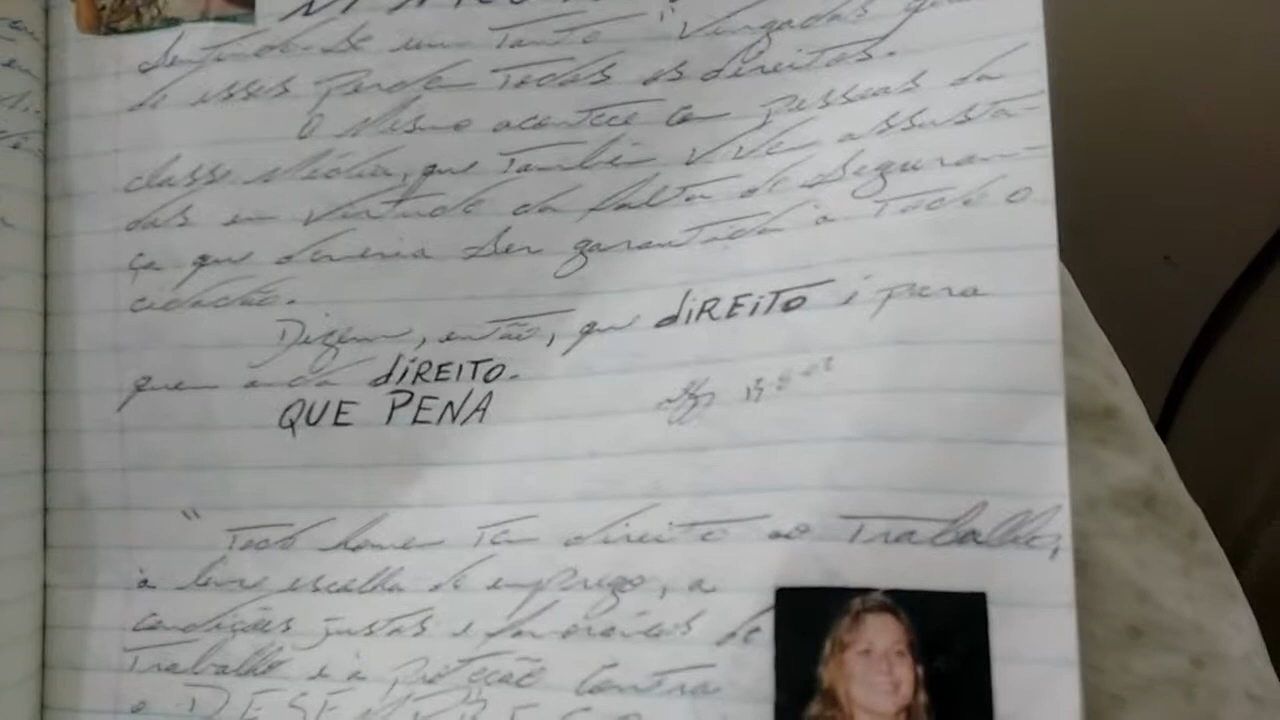 sentindo-se um tanto "vingadas
de esses perder todos os direitos.
O mesmo acontece com pessoas da
classe média, que também vive assusta-
das em virtude da falta de seguran-
ça que deveria ser garantida a todo o
cidadão.
Dizem, então, que diREiTO é para
quem anda diREiTO.
QUE PENA
"Todo homem tem direito ao trabalho,
à livre escolha de emprego, a
condições justas e favoráveis de
trabalho e à proteção contra
o DESEMPREGO